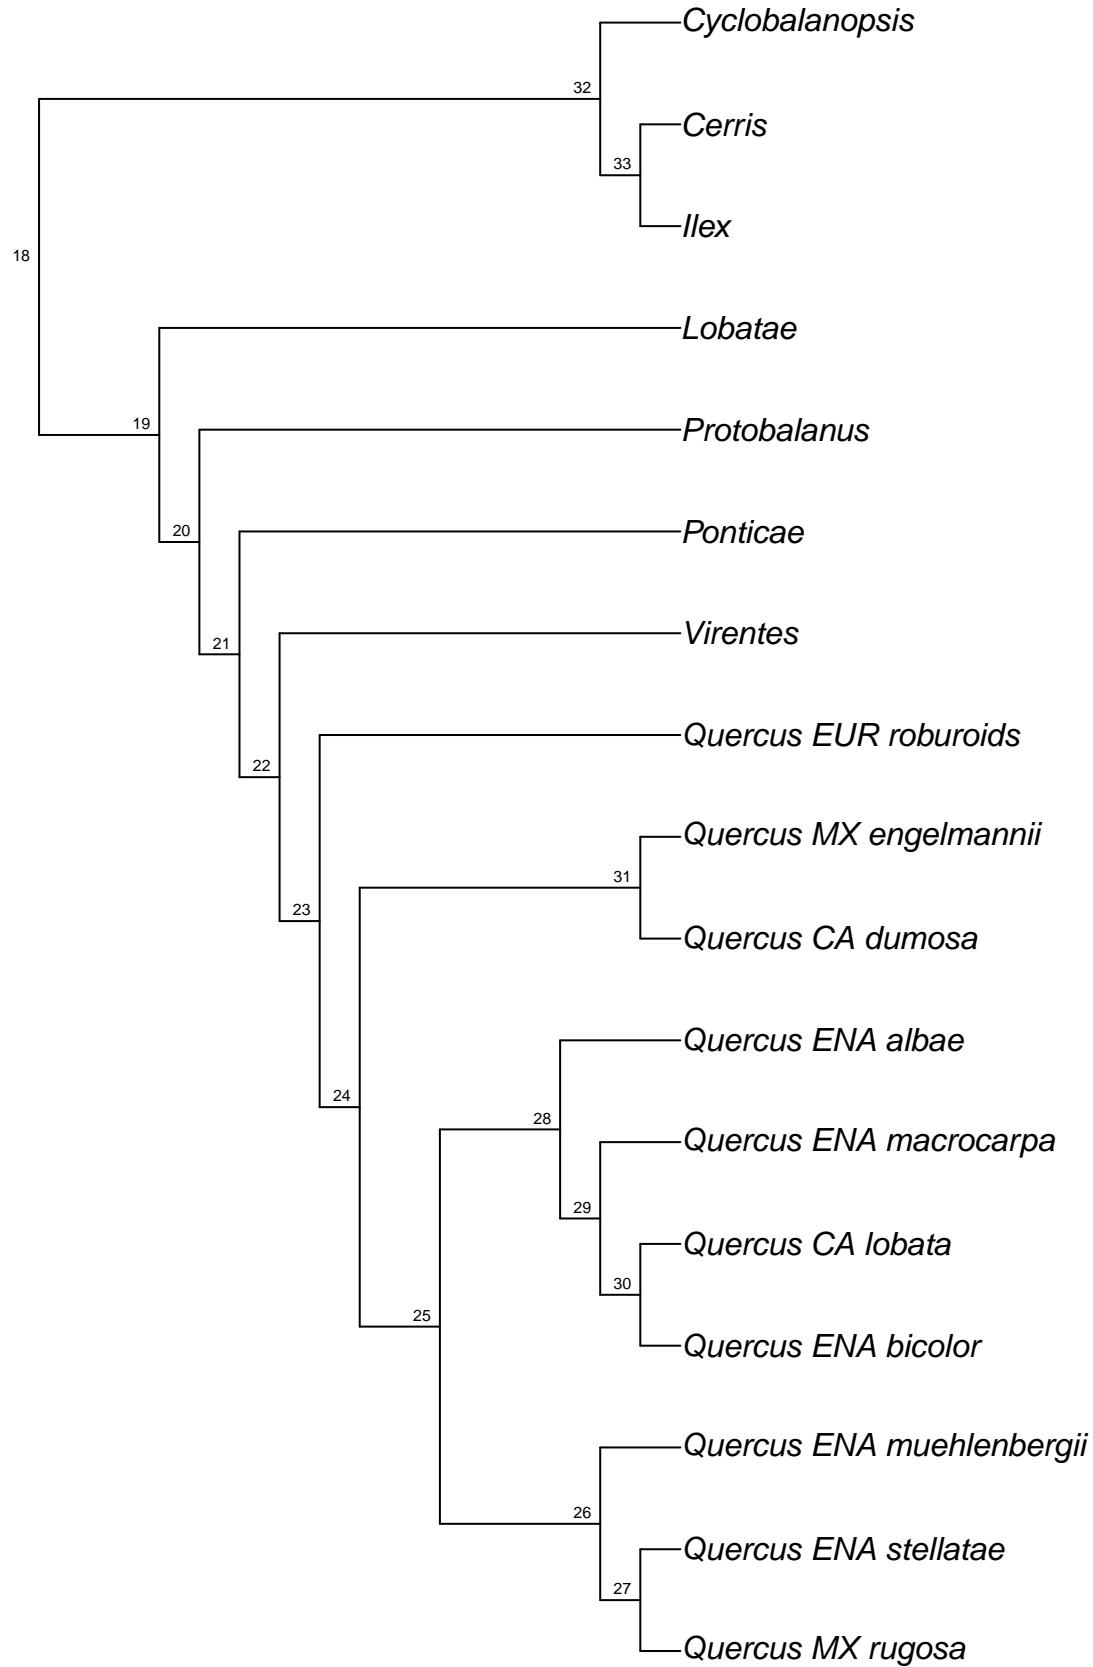 Cyclobalanopsis
32
Cerris
33
Ilex
18
Lobatae
19
Protobalanus
20
Ponticae
21
Virentes
22
Quercus EUR roburoids
Quercus MX engelmannii
31
23
Quercus CA dumosa
Quercus ENA albae
24
28
Quercus ENA macrocarpa
29
Quercus CA lobata
30
25
Quercus ENA bicolor
Quercus ENA muehlenbergii
26
Quercus ENA stellatae
27
Quercus MX rugosa